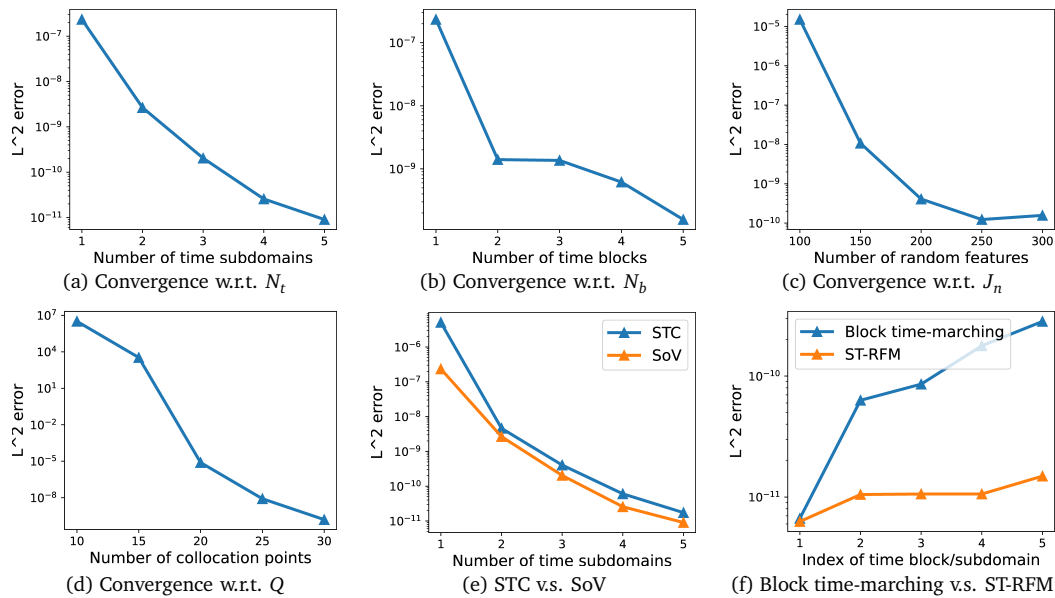 10^{-7}
10^{-8}
10^{-9}
10^{-10}
10^{-11}
L^2 error
1 2 3 4 5
Number of time subdomains
(a) Convergence w.r.t. N_t
10^{-7}
10^{-8}
10^{-9}
L^2 error
1 2 3 4 5
Number of time blocks
(b) Convergence w.r.t. N_b
10^{-5}
10^{-6}
10^{-7}
10^{-8}
10^{-9}
10^{-10}
L^2 error
100 150 200 250 300
Number of random features
(c) Convergence w.r.t. J_n
10^{7}
10^{4}
10^{1}
10^{-2}
10^{-5}
10^{-8}
L^2 error
10 15 20 25 30
Number of collocation points
(d) Convergence w.r.t. Q
STC
SoV
10^{-6}
10^{-7}
10^{-8}
10^{-9}
10^{-10}
10^{-11}
L^2 error
1 2 3 4 5
Number of time subdomains
(e) STC v.s. SoV
Block time-marching
ST-RFM
10^{-10}
10^{-11}
L^2 error
1 2 3 4 5
Index of time block/subdomain
(f) Block time-marching v.s. ST-RFM